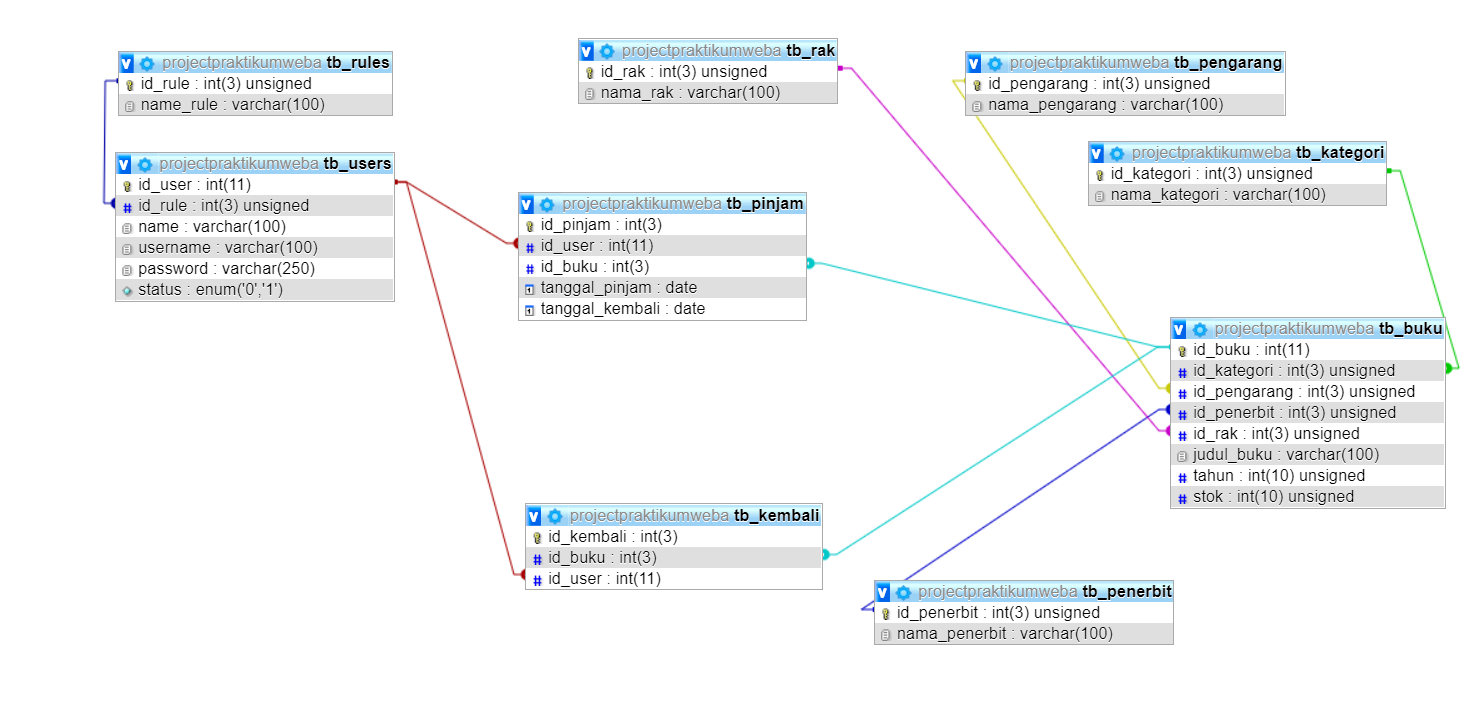 projectpraktikumweba tb_rules
id_rule : int(3) unsigned
name_rule : varchar(100)
projectpraktikumweba tb_users
id_user : int(11)
id_rule : int(3) unsigned
name : varchar(100)
username : varchar(100)
password : varchar(250)
status : enum('0','1')
projectpraktikumweba tb_rak
id_rak : int(3) unsigned
nama_rak : varchar(100)
projectpraktikumweba tb_pinjam
id_pinjam : int(3)
id_user : int(11)
id_buku : int(3)
tanggal_pinjam : date
tanggal_kembali : date
projectpraktikumweba tb_kembali
id_kembali : int(3)
id_buku : int(3)
id_user : int(11)
projectpraktikumweba tb_pengarang
id_pengarang : int(3) unsigned
nama_pengarang : varchar(100)
projectpraktikumweba tb_kategori
id_kategori : int(3) unsigned
nama_kategori : varchar(100)
projectpraktikumweba tb_buku
id_buku : int(11)
id_kategori : int(3) unsigned
id_pengarang : int(3) unsigned
id_penerbit : int(3) unsigned
id_rak : int(3) unsigned
judul_buku : varchar(100)
tahun : int(10) unsigned
stok : int(10) unsigned
projectpraktikumweba tb_penerbit
id_penerbit : int(3) unsigned
nama_penerbit : varchar(100)